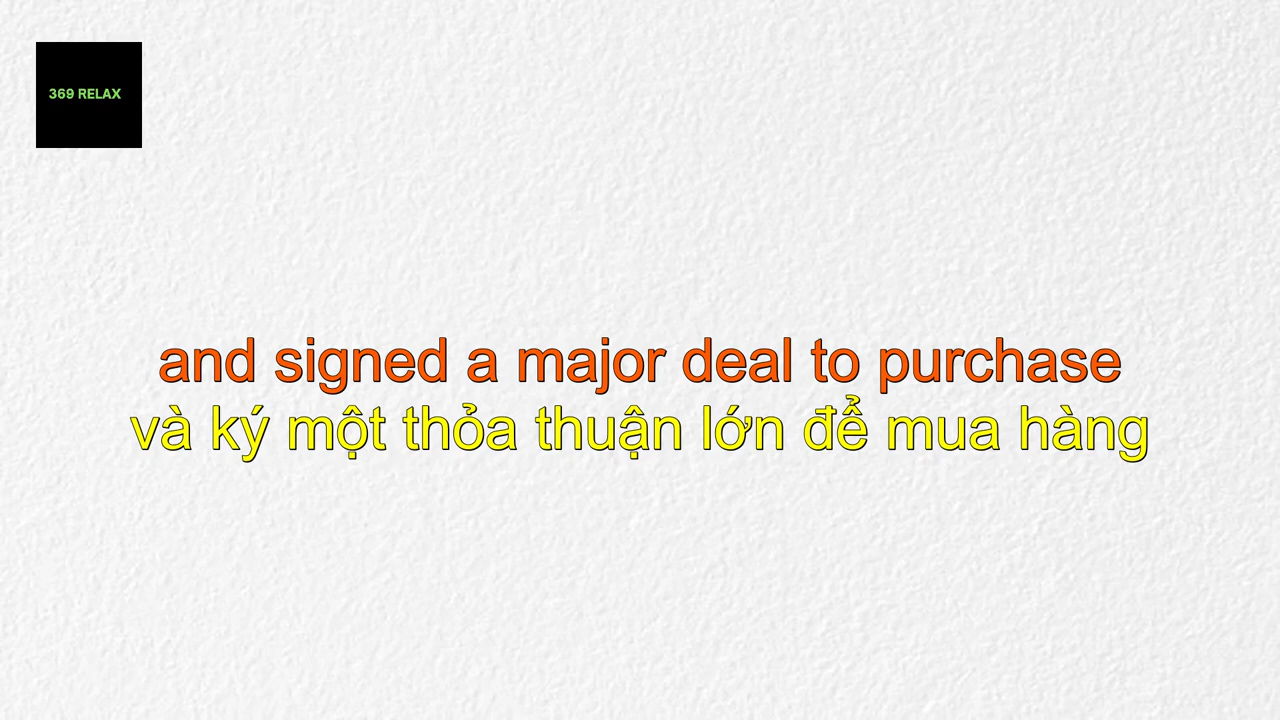 369 RELAX
and signed a major deal to purchase
và ký một thỏa thuận lớn để mua hàng